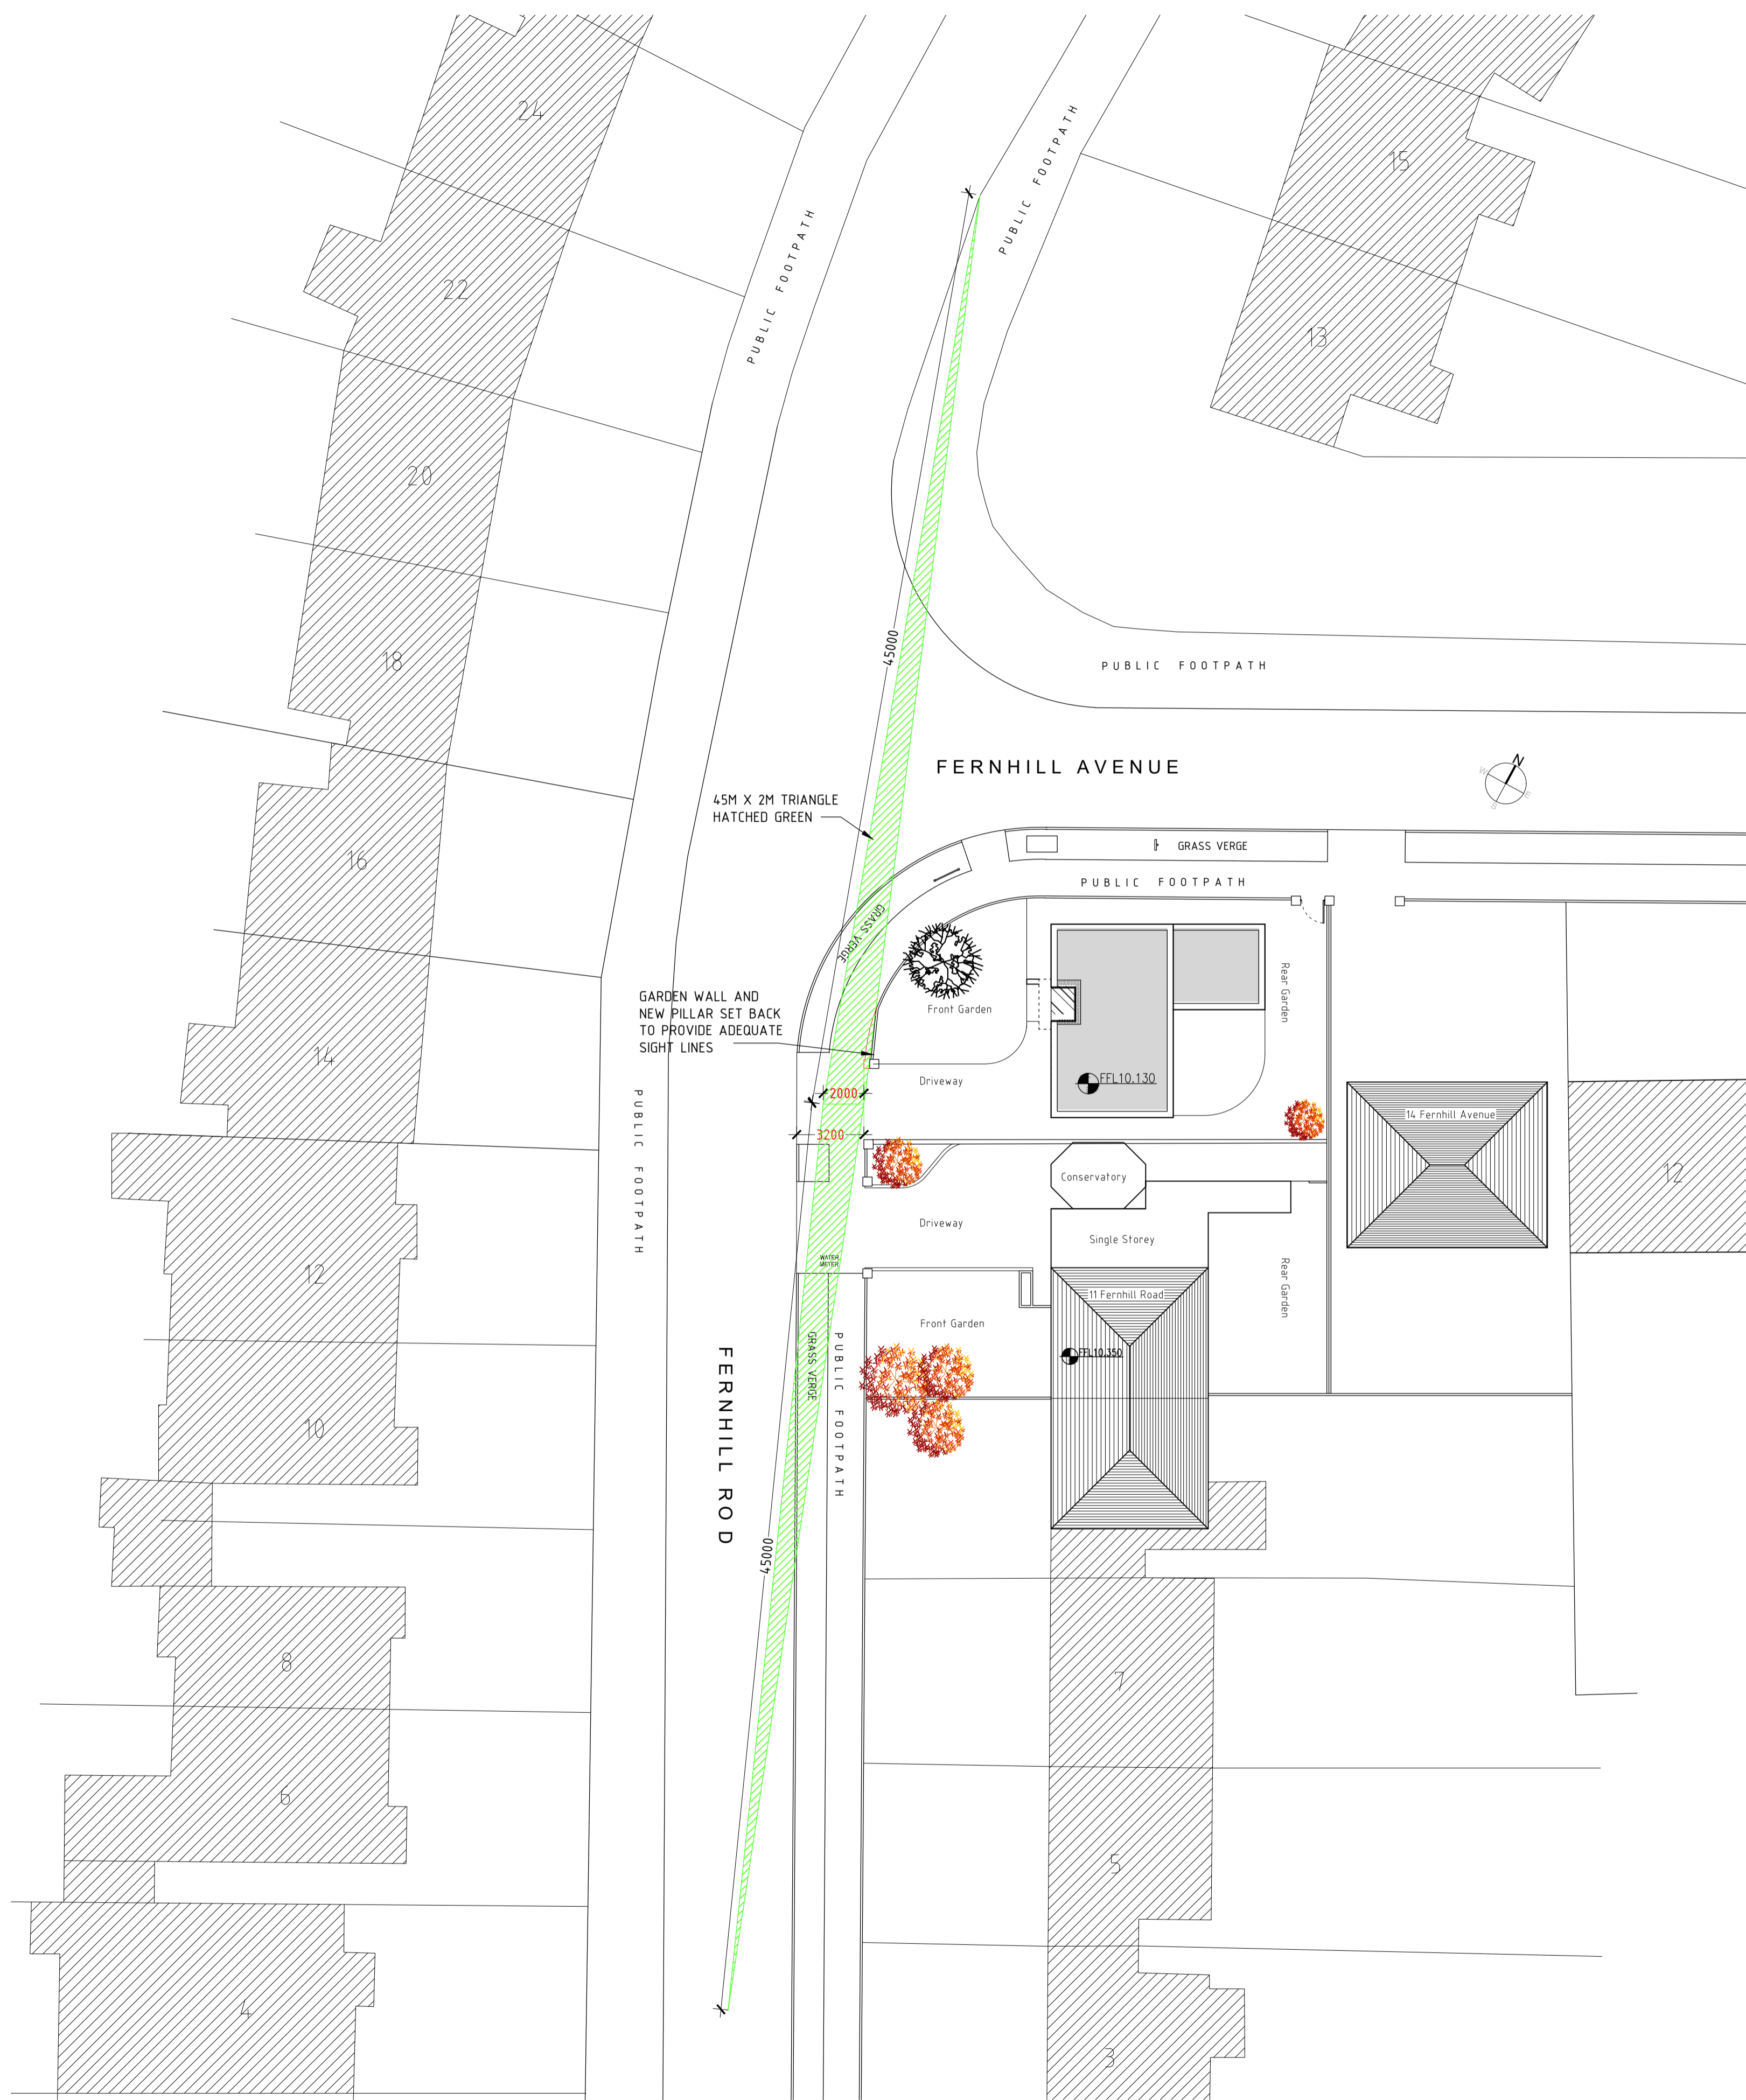 24
15
PUBLIC FOOTPATH
PUBLIC FOOTPATH
22
13
20
45000
18
PUBLIC FOOTPATH
FERNHILL AVENUE
N
W
E
S
45M X 2M TRIANGLE
HATCHED GREEN
16
GRASS VERGE
PUBLIC FOOTPATH
GRASS VERGE
GARDEN WALL AND
NEW PILLAR SET BACK
TO PROVIDE ADEQUATE
SIGHT LINES
Front Garden
Rear Garden
14
Driveway
FFL10.130
2000
3200
14 Fernhill Avenue
12
PUBLIC FOOTPATH
Conservatory
Driveway
Single Storey
WATER
METER
12
11 Fernhill Road
Rear Garden
Front Garden
FFL10.350
GRASS VERGE
PUBLIC FOOTPATH
FERNHILL RO D
10
45000
8
7
6
5
4
3